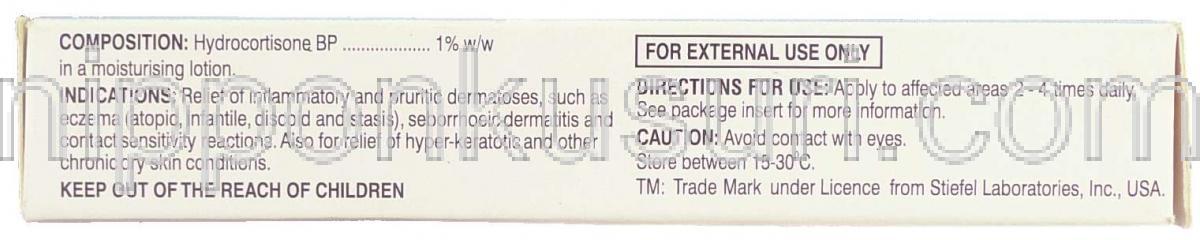 COMPOSITION: Hydrocortisone BP ................... 1% w/w
in a moisturising lotion.
INDICATIONS: Relief of inflammatory and pruritic dermatoses, such as
eczema (atopic, infantile, discoid and stasis), seborrhoeic dermatitis and
contact sensitivity reactions. Also for relief of hyper-keratotic and other
chronic dry skin conditions.
KEEP OUT OF THE REACH OF CHILDREN
FOR EXTERNAL USE ONLY
DIRECTIONS FOR USE: Apply to affected areas 2 - 4 times daily.
See package insert for more information.
CAUTION: Avoid contact with eyes.
Store between 15-30°C.
TM: Trade Mark under Licence from Stiefel Laboratories, Inc., USA.
nipponkusuri.com